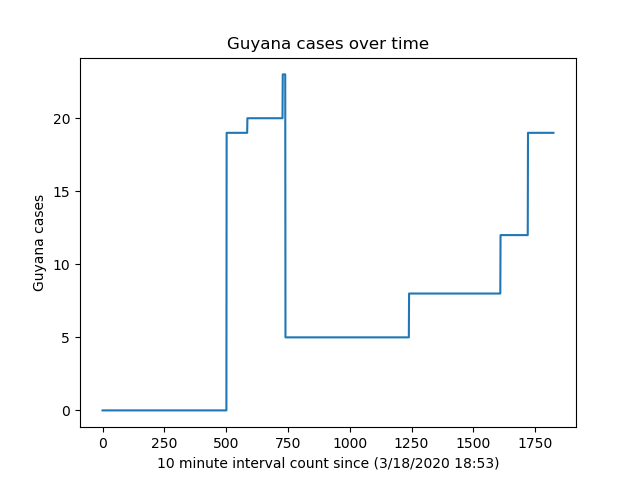 Guyana cases over time
Guyana cases
20
15
10
5
0
0 250 500 750 1000 1250 1500 1750
10 minute interval count since (3/18/2020 18:53)